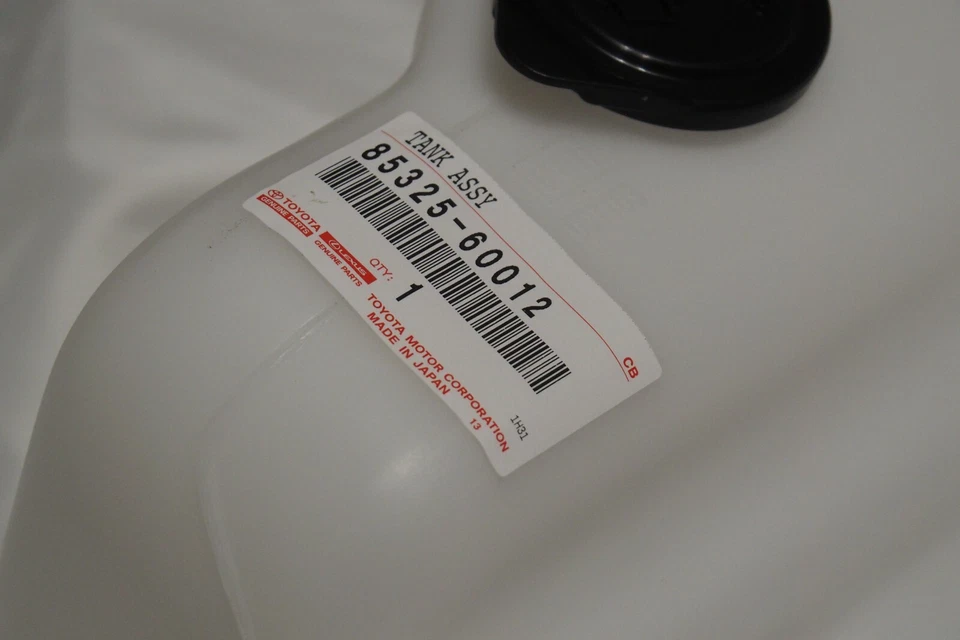 TANK ASSY
85325-60012
TOYOTA
GENUINE PARTS
LEXUS
GENUINE PARTS
QTY:
1
TOYOTA MOTOR CORPORATION
MADE IN JAPAN
13
CB
1H31